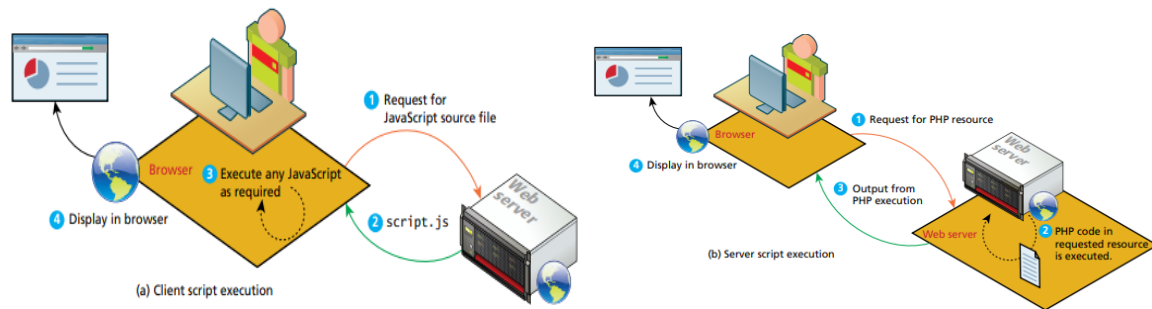 1 Request for
JavaScript source file
Browser
3 Execute any JavaScript
as required
Web
server
2 script.js
4 Display in browser
(a) Client script execution
1 Request for PHP resource
Browser
Web
server
4 Display in browser
3 Output from
PHP execution
Web server
2 PHP code in
requested resource
is executed.
(b) Server script execution